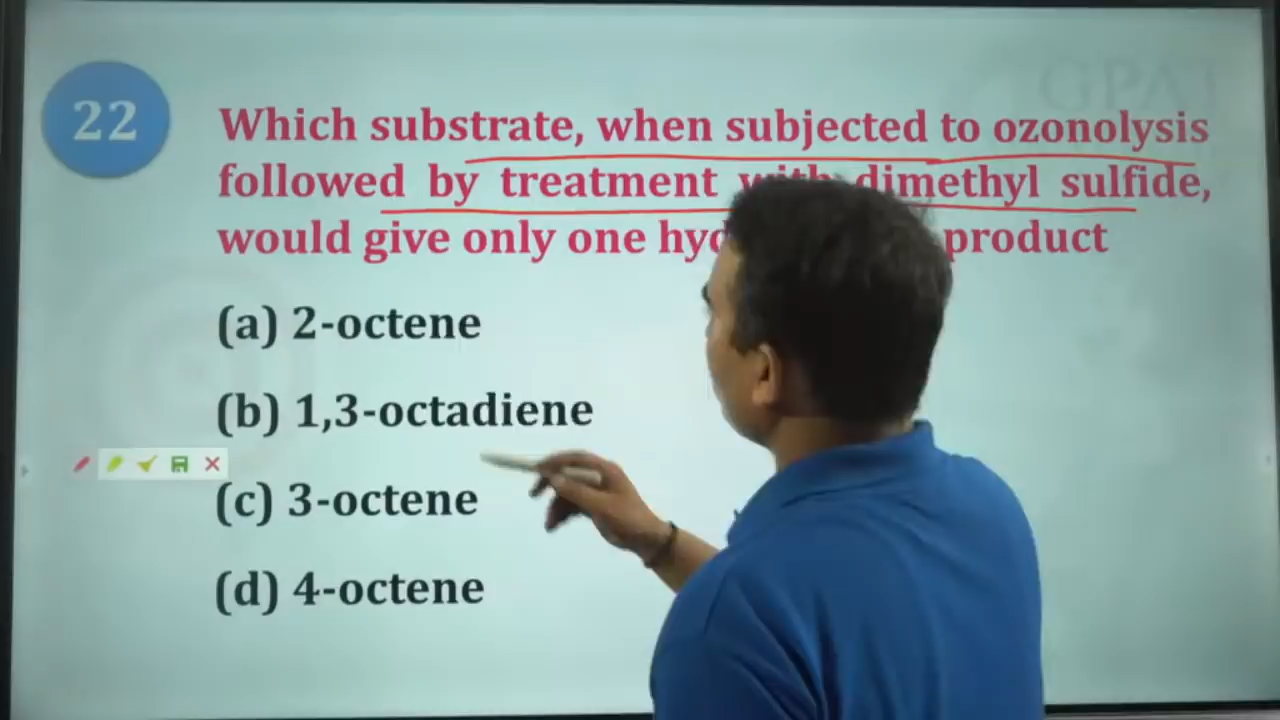 22
Which substrate, when subjected to ozonolysis
followed by treatment with dimethyl sulfide,
would give only one product
(a) 2-octene
(b) 1,3-octadiene
(c) 3-octene
(d) 4-octene